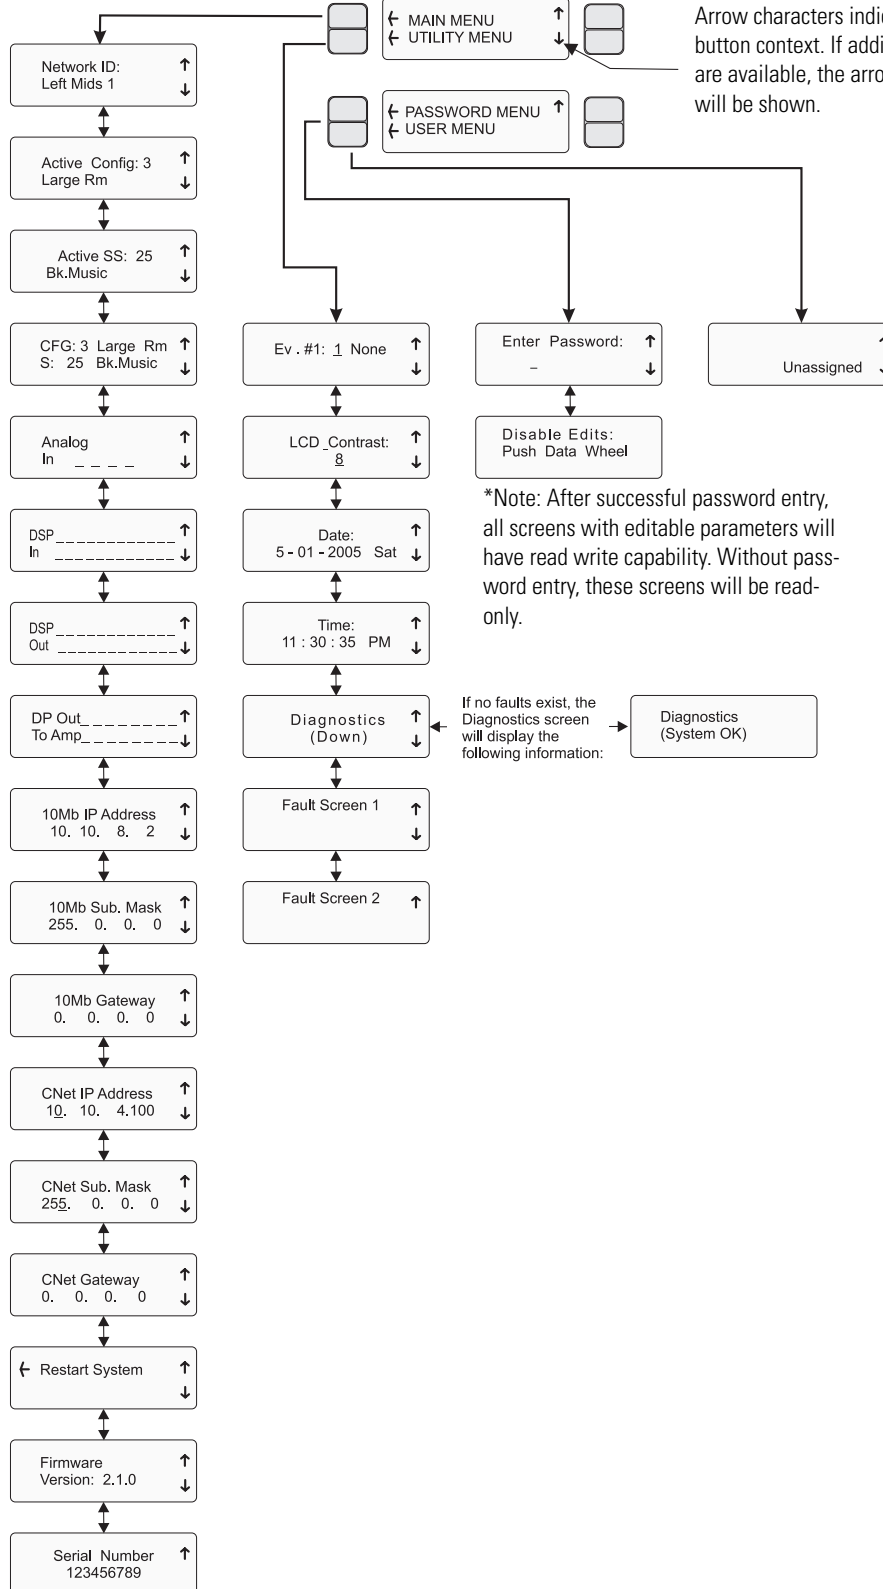 ← MAIN MENU ↑
← UTILITY MENU ↓
Arrow characters
button context. If
are available, the
will be shown.
← PASSWORD MENU ↑
← USER MENU
Network ID: ↑
Left Mids 1 ↓
Active Config: 3 ↑
Large Rm ↓
Active SS: 25 ↑
Bk.Music ↓
CFG: 3 Large Rm ↑
S: 25 Bk.Music ↓
Analog ↑
In _ _ _ _ ↓
DSP _ _ _ _ _ _ _ _ _ _ _ _ ↑
In _ _ _ _ _ _ _ _ _ _ _ _ ↓
DSP _ _ _ _ _ _ _ _ _ _ _ _ ↑
Out _ _ _ _ _ _ _ _ _ _ _ _ ↓
DP Out _ _ _ _ _ _ _ _ ↑
To Amp _ _ _ _ _ _ _ _ ↓
10Mb IP Address ↑
10. 10. 8. 2 ↓
10Mb Sub. Mask ↑
255. 0. 0. 0 ↓
10Mb Gateway ↑
0. 0. 0. 0 ↓
CNet IP Address ↑
10. 10. 4.100 ↓
CNet Sub. Mask ↑
255. 0. 0. 0 ↓
CNet Gateway ↑
0. 0. 0. 0 ↓
← Restart System ↑
↓
Firmware ↑
Version: 2.1.0 ↓
Serial Number ↑
123456789
Ev . #1: 1 None ↑
↓
LCD _Contrast: ↑
8 ↓
Date: ↑
5 - 01 - 2005 Sat ↓
Time: ↑
11 : 30 : 35 PM ↓
Diagnostics ↑
(Down) ↓
If no faults exist, the
Diagnostics screen
will display the
following information:
Diagnostics
(System OK)
Fault Screen 1 ↑
↓
Fault Screen 2 ↑
Enter Password: ↑
_ ↓
Disable Edits:
Push Data Wheel
*Note: After successful password entry,
all screens with editable parameters will
have read write capability. Without pass-
word entry, these screens will be read-
only.
Unassigned